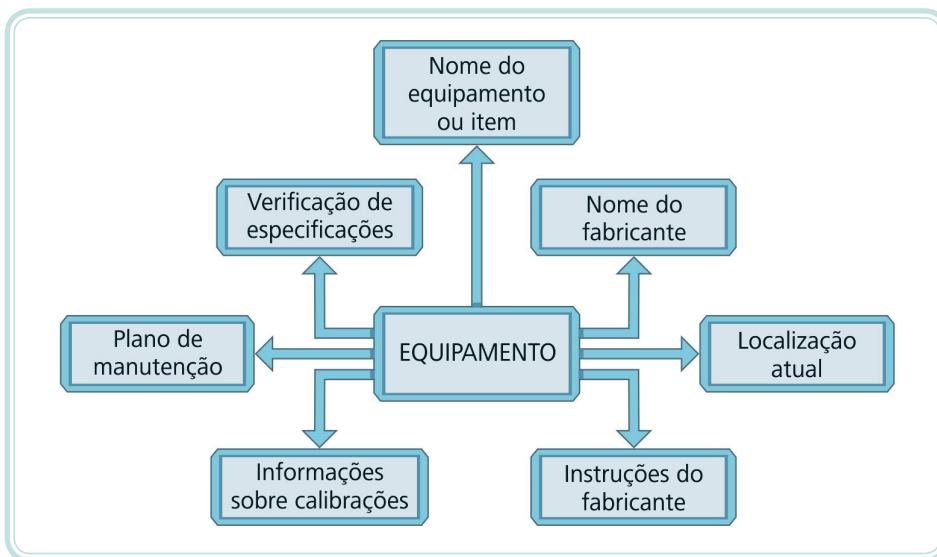 Nome do
equipamento
ou item
Verificação de
especificações
Nome do
fabricante
Plano de
manutenção
EQUIPAMENTO
Localização
atual
Informações
sobre calibrações
Instruções do
fabricante